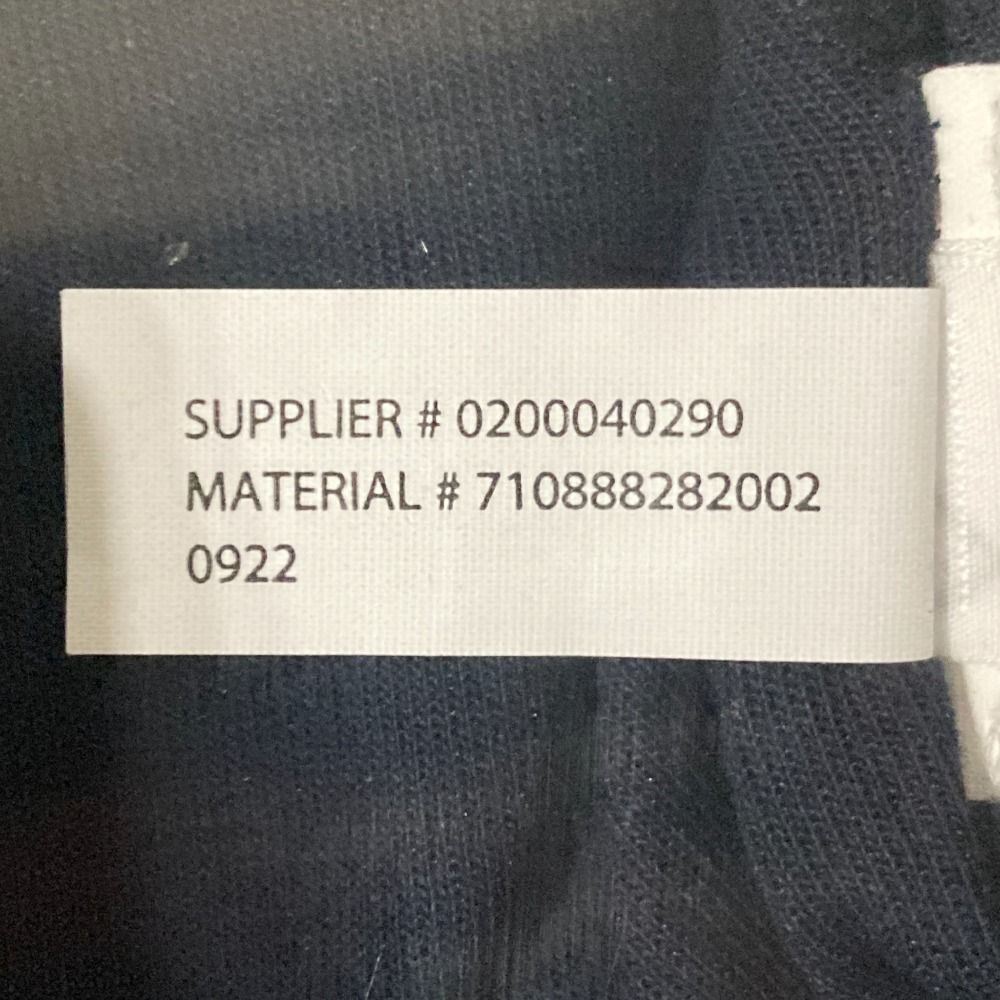 SUPPLIER # 0200040290
MATERIAL # 710888282002
0922